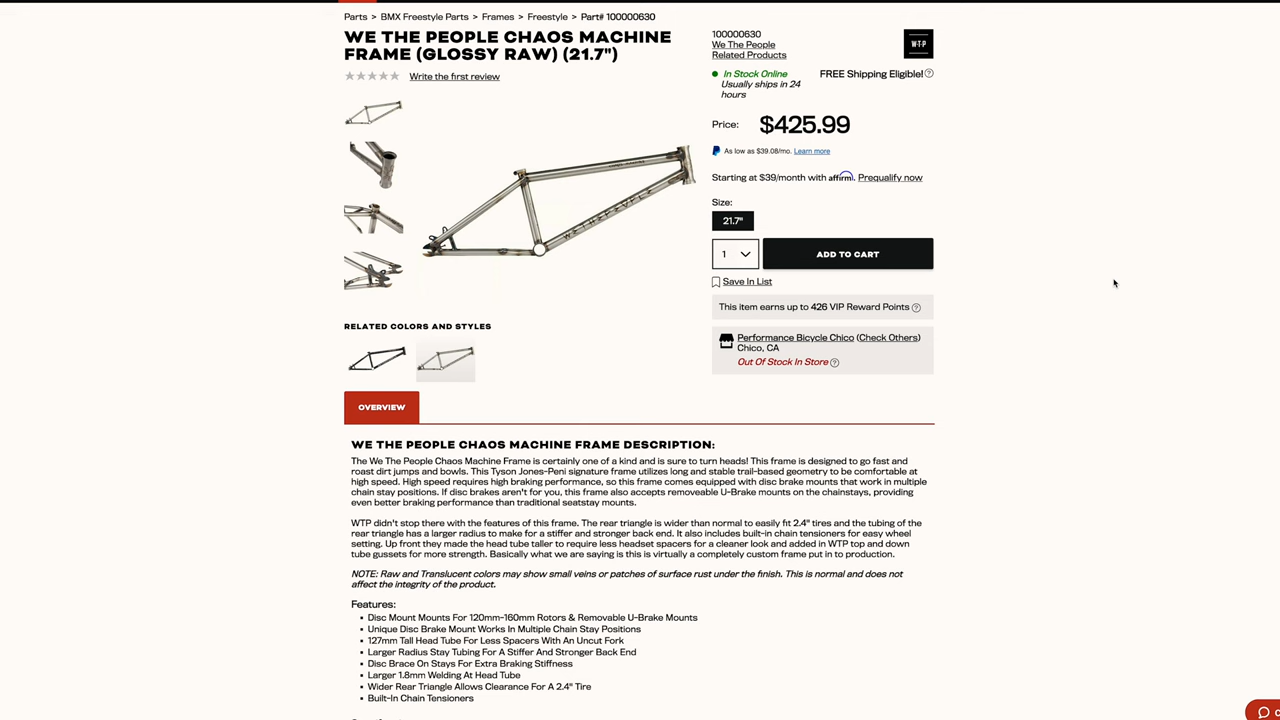 Parts > BMX Freestyle Parts > Frames > Freestyle > Part# 100000630
WE THE PEOPLE CHAOS MACHINE
FRAME (GLOSSY RAW) (21.7")
Write the first review
100000630
We The People
Related Products
W·T·P
In Stock Online
Usually ships in 24
hours
FREE Shipping Eligible!
Price: $425.99
As low as $39.08/mo. Learn more
Starting at $39/month with affirm. Prequalify now
Size:
21.7"
1
ADD TO CART
Save In List
This item earns up to 426 VIP Reward Points
Performance Bicycle Chico (Check Others)
Chico, CA
Out Of Stock In Store
WETHEPEOPLE
RELATED COLORS AND STYLES
OVERVIEW
WE THE PEOPLE CHAOS MACHINE FRAME DESCRIPTION:
The We The People Chaos Machine Frame is certainly one of a kind and is sure to turn heads! This frame is designed to go fast and
roast dirt jumps and bowls. This Tyson Jones-Peni signature frame utilizes long and stable trail-based geometry to be comfortable at
high speed. High speed requires high braking performance, so this frame comes equipped with disc brake mounts that work in multiple
chain stay positions. If disc brakes aren't for you, this frame also accepts removeable U-Brake mounts on the chainstays, providing
even better braking performance than traditional seatstay mounts.
WTP didn't stop there with the features of this frame. The rear triangle is wider than normal to easily fit 2.4" tires and the tubing of the
rear triangle has a larger radius to make for a stiffer and stronger back end. It also includes built-in chain tensioners for easy wheel
setting. Up front they made the head tube taller to require less headset spacers for a cleaner look and added in WTP top and down
tube gussets for more strength. Basically what we are saying is this is virtually a completely custom frame put in to production.
NOTE: Raw and Translucent colors may show small veins or patches of surface rust under the finish. This is normal and does not
affect the integrity of the product.
Features:
▪ Disc Mount Mounts For 120mm-160mm Rotors & Removable U-Brake Mounts
▪ Unique Disc Brake Mount Works In Multiple Chain Stay Positions
▪ 127mm Tall Head Tube For Less Spacers With An Uncut Fork
▪ Larger Radius Stay Tubing For A Stiffer And Stronger Back End
▪ Disc Brace On Stays For Extra Braking Stiffness
▪ Larger 1.8mm Welding At Head Tube
▪ Wider Rear Triangle Allows Clearance For A 2.4" Tire
▪ Built-In Chain Tensioners